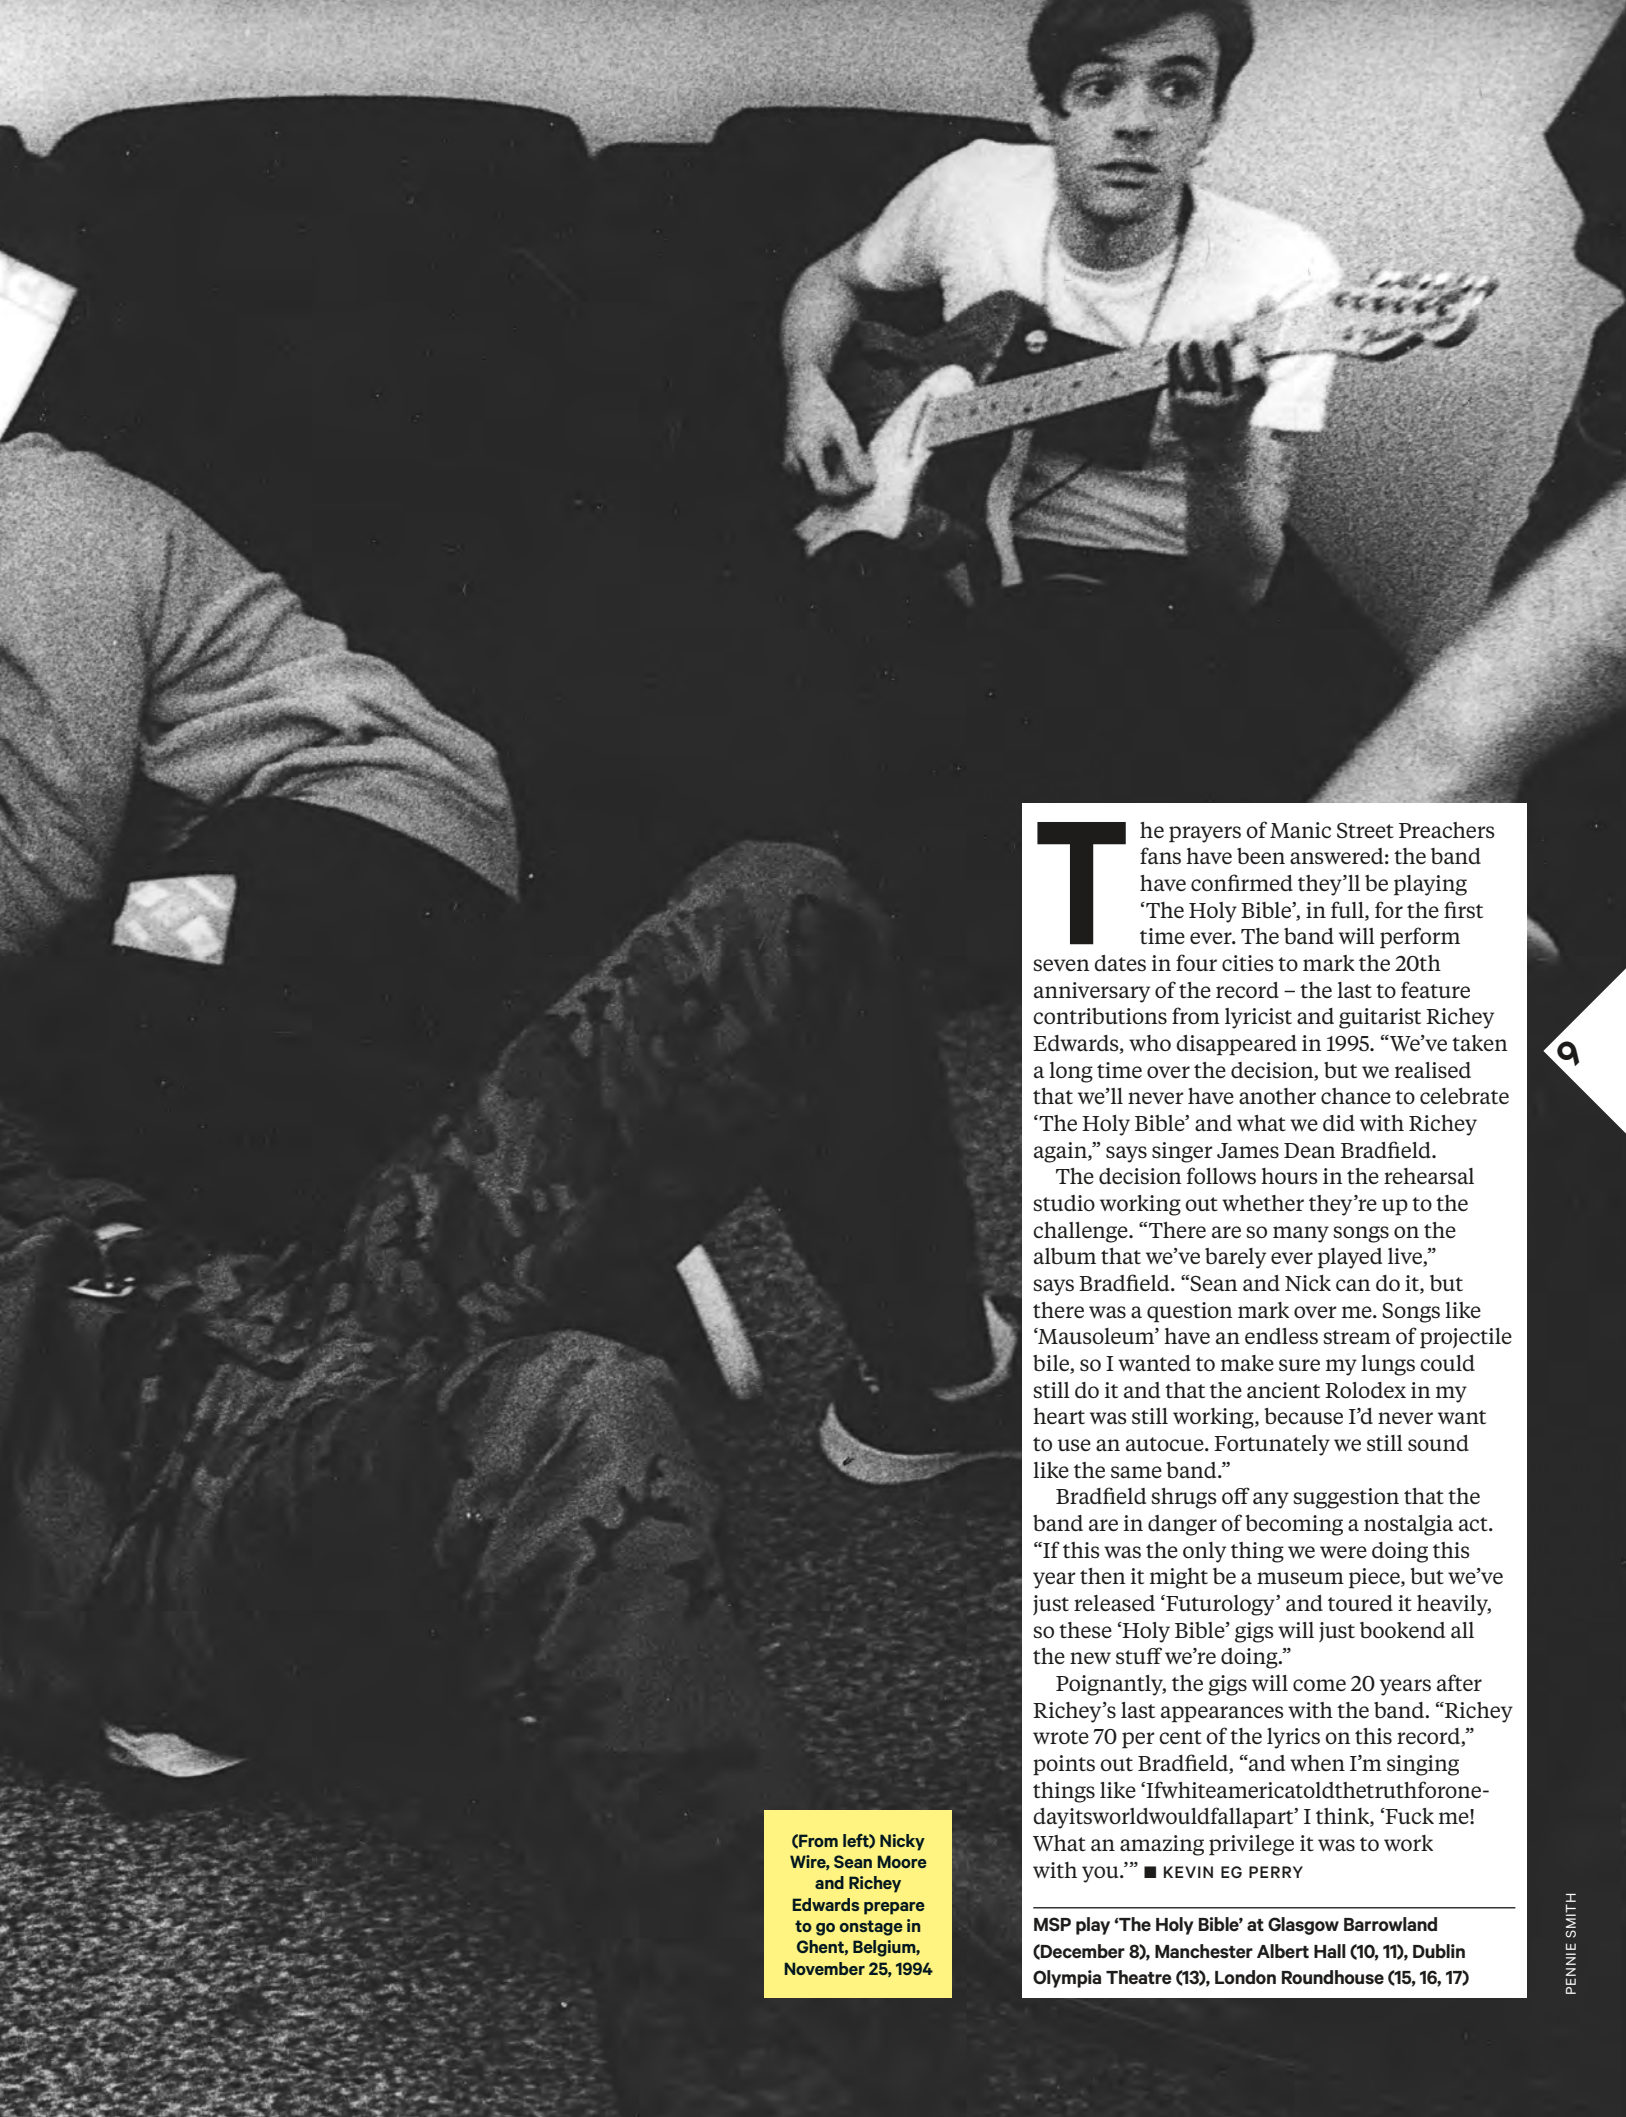 The prayers of Manic Street Preachers
fans have been answered: the band
have confirmed they’ll be playing
‘The Holy Bible’, in full, for the first
time ever. The band will perform
seven dates in four cities to mark the 20th
anniversary of the record – the last to feature
contributions from lyricist and guitarist Richey
Edwards, who disappeared in 1995. “We’ve taken
a long time over the decision, but we realised
that we’ll never have another chance to celebrate
‘The Holy Bible’ and what we did with Richey
again,” says singer James Dean Bradfield.
The decision follows hours in the rehearsal
studio working out whether they’re up to the
challenge. “There are so many songs on the
album that we’ve barely ever played live,”
says Bradfield. “Sean and Nick can do it, but
there was a question mark over me. Songs like
‘Mausoleum’ have an endless stream of projectile
bile, so I wanted to make sure my lungs could
still do it and that the ancient Rolodex in my
heart was still working, because I’d never want
to use an autocue. Fortunately we still sound
like the same band.”
Bradfield shrugs off any suggestion that the
band are in danger of becoming a nostalgia act.
“If this was the only thing we were doing this
year then it might be a museum piece, but we’ve
just released ‘Futurology’ and toured it heavily,
so these ‘Holy Bible’ gigs will just bookend all
the new stuff we’re doing.”
Poignantly, the gigs will come 20 years after
Richey’s last appearances with the band. “Richey
wrote 70 per cent of the lyrics on this record,”
points out Bradfield, “and when I’m singing
things like ‘Ifwhiteamericatoldthetruthforone-
dayitsworldwouldfallapart’ I think, ‘Fuck me!
What an amazing privilege it was to work
with you.’” ■ KEVIN EG PERRY
MSP play ‘The Holy Bible’ at Glasgow Barrowland
(December 8), Manchester Albert Hall (10, 11), Dublin
Olympia Theatre (13), London Roundhouse (15, 16, 17)
(From left) Nicky
Wire, Sean Moore
and Richey
Edwards prepare
to go onstage in
Ghent, Belgium,
November 25, 1994
9
PENNIE SMITH